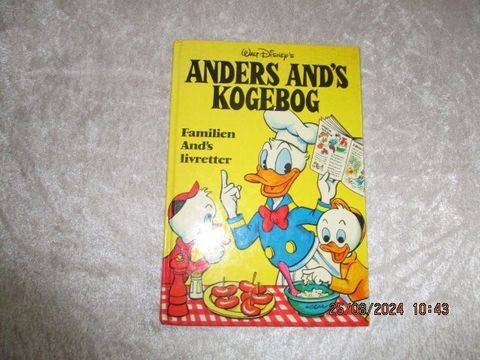 WALT DISNEY'S
ANDERS AND'S
KOGEBOG
Familien
And's
livretter
25/08/2024 10:43